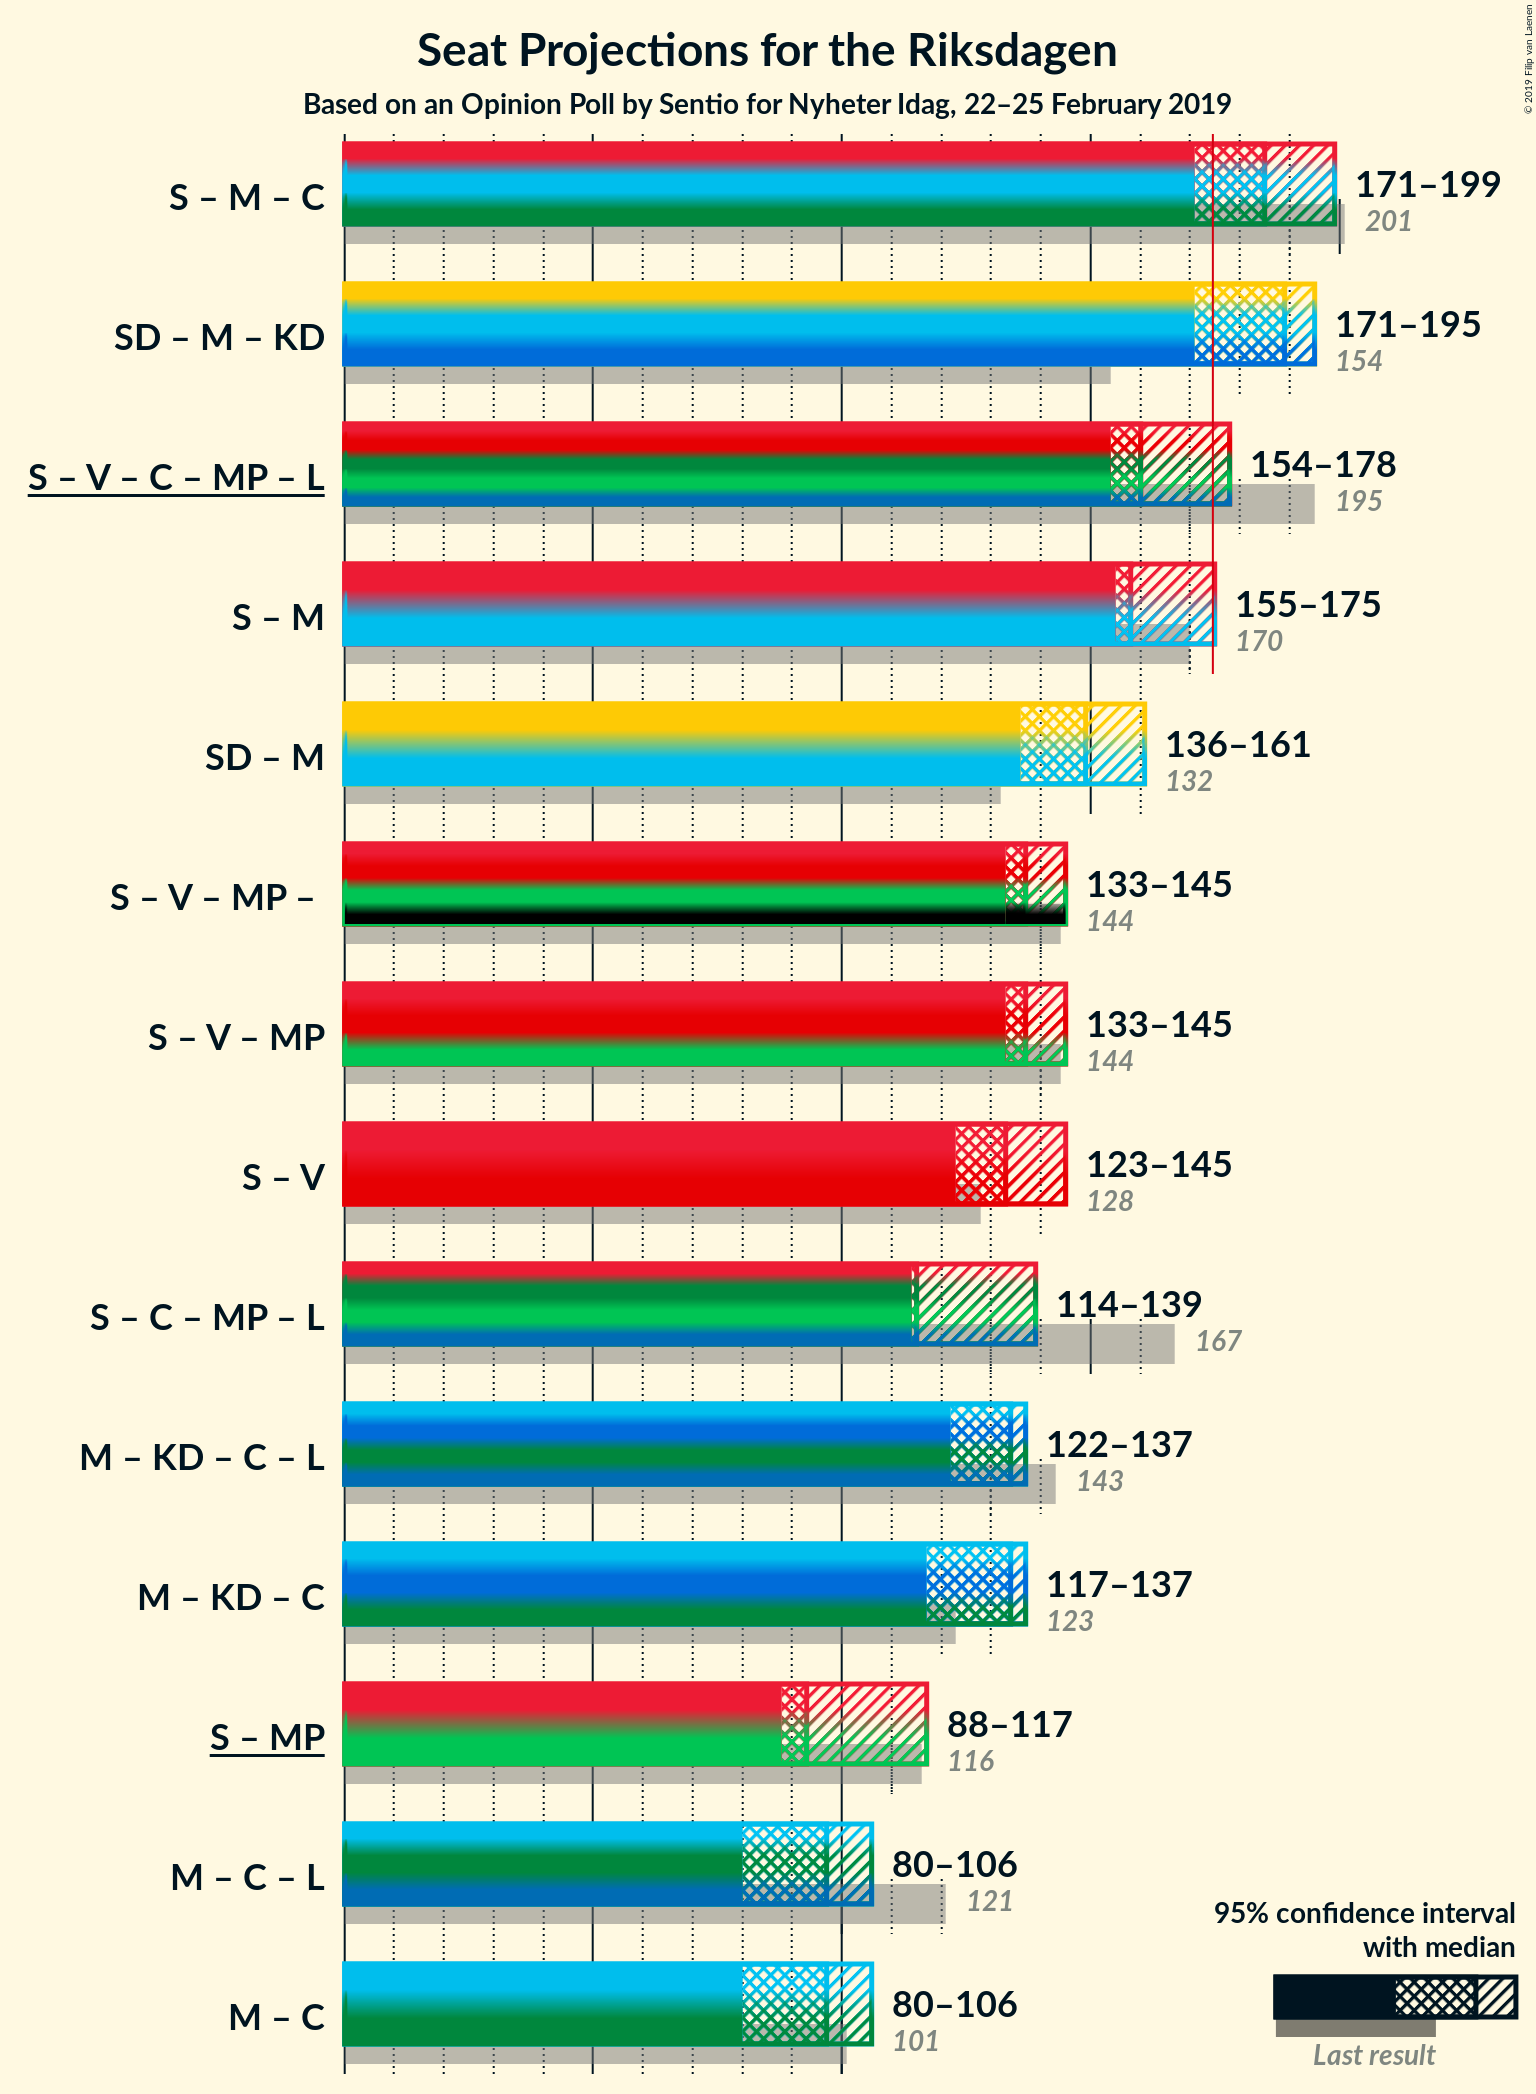 Seat Projections for the Riksdagen
Based on an Opinion Poll by Sentio for Nyheter Idag, 22–25 February 2019
© 2019 Filip van Laenen
S – M – C
171–199
201
SD – M – KD
171–195
154
S – V – C – MP – L
154–178
195
S – M
155–175
170
SD – M
136–161
132
S – V – MP –
133–145
144
S – V – MP
133–145
144
S – V
123–145
128
S – C – MP – L
114–139
167
M – KD – C – L
122–137
143
M – KD – C
117–137
123
S – MP
88–117
116
M – C – L
80–106
121
M – C
80–106
101
95% confidence interval
with median
Last result